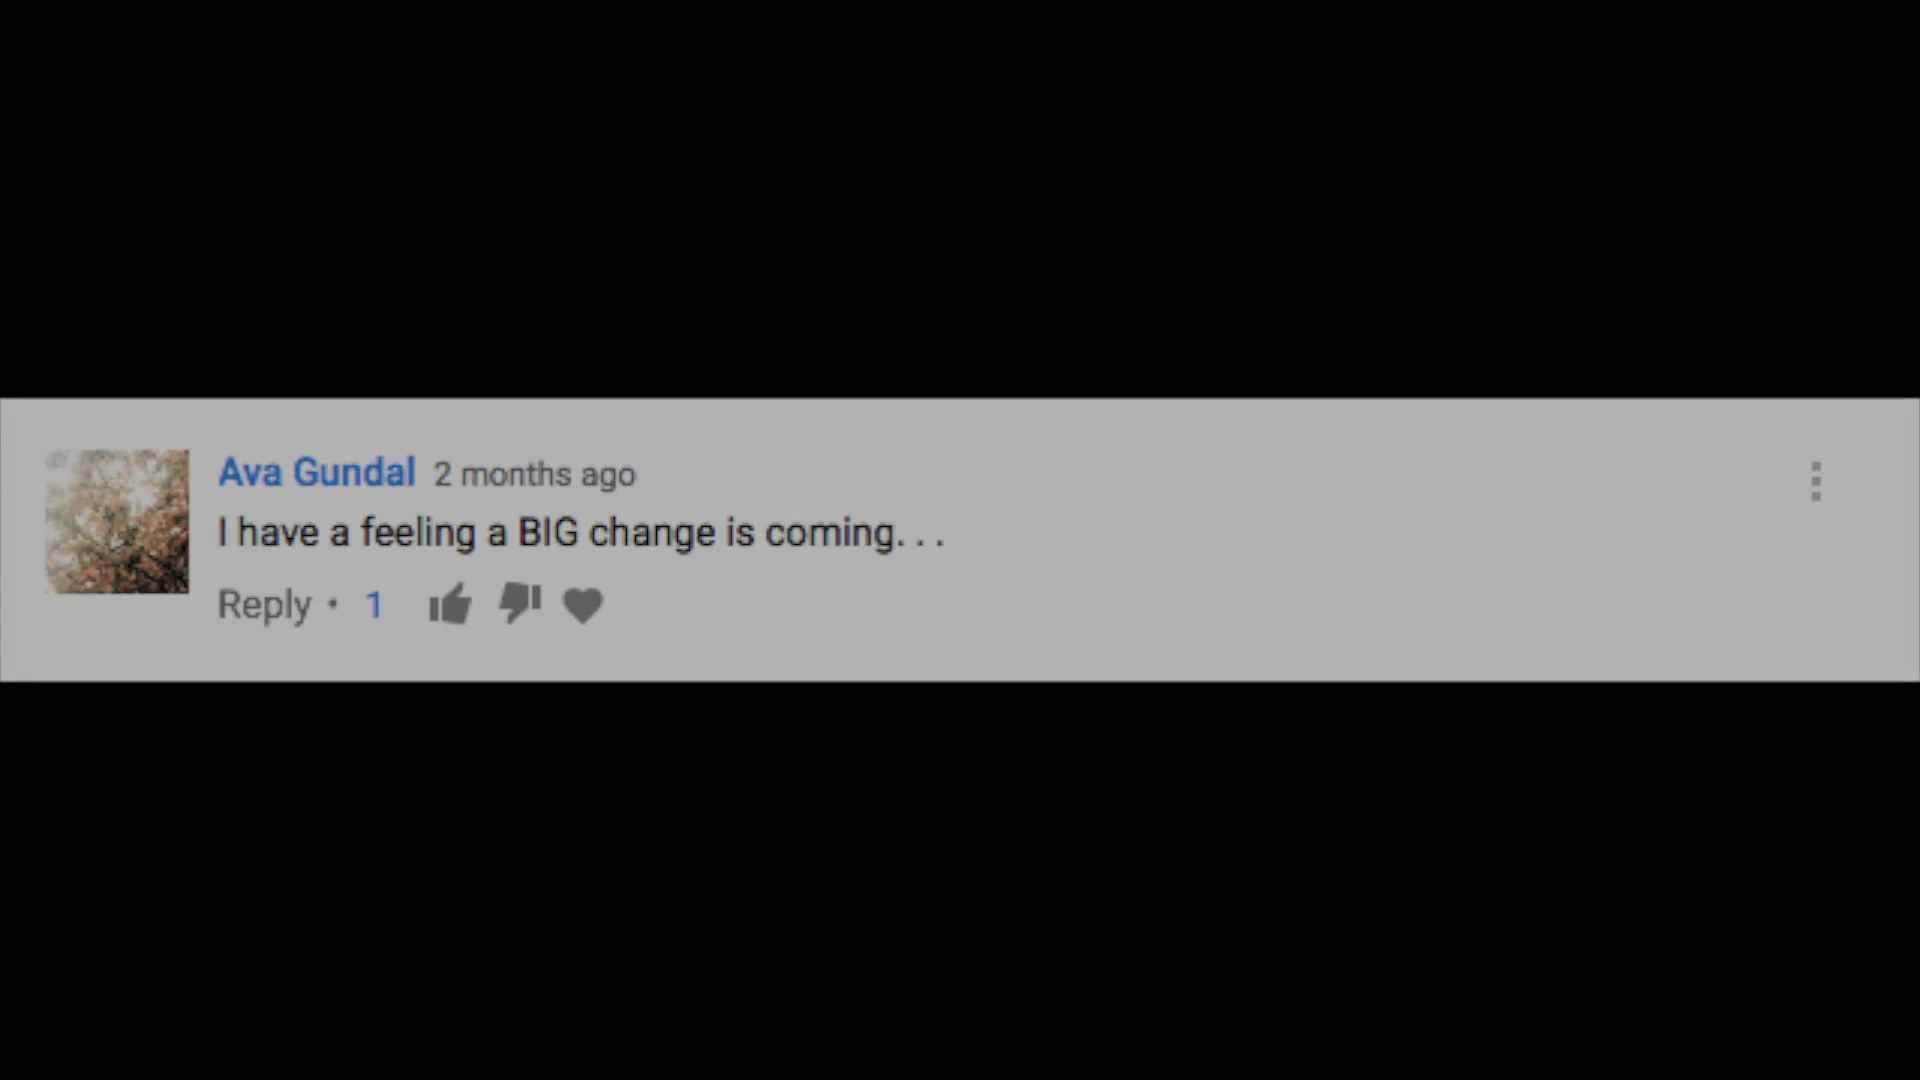 Ava Gundal 2 months ago
I have a feeling a BIG change is coming. . .
Reply • 1